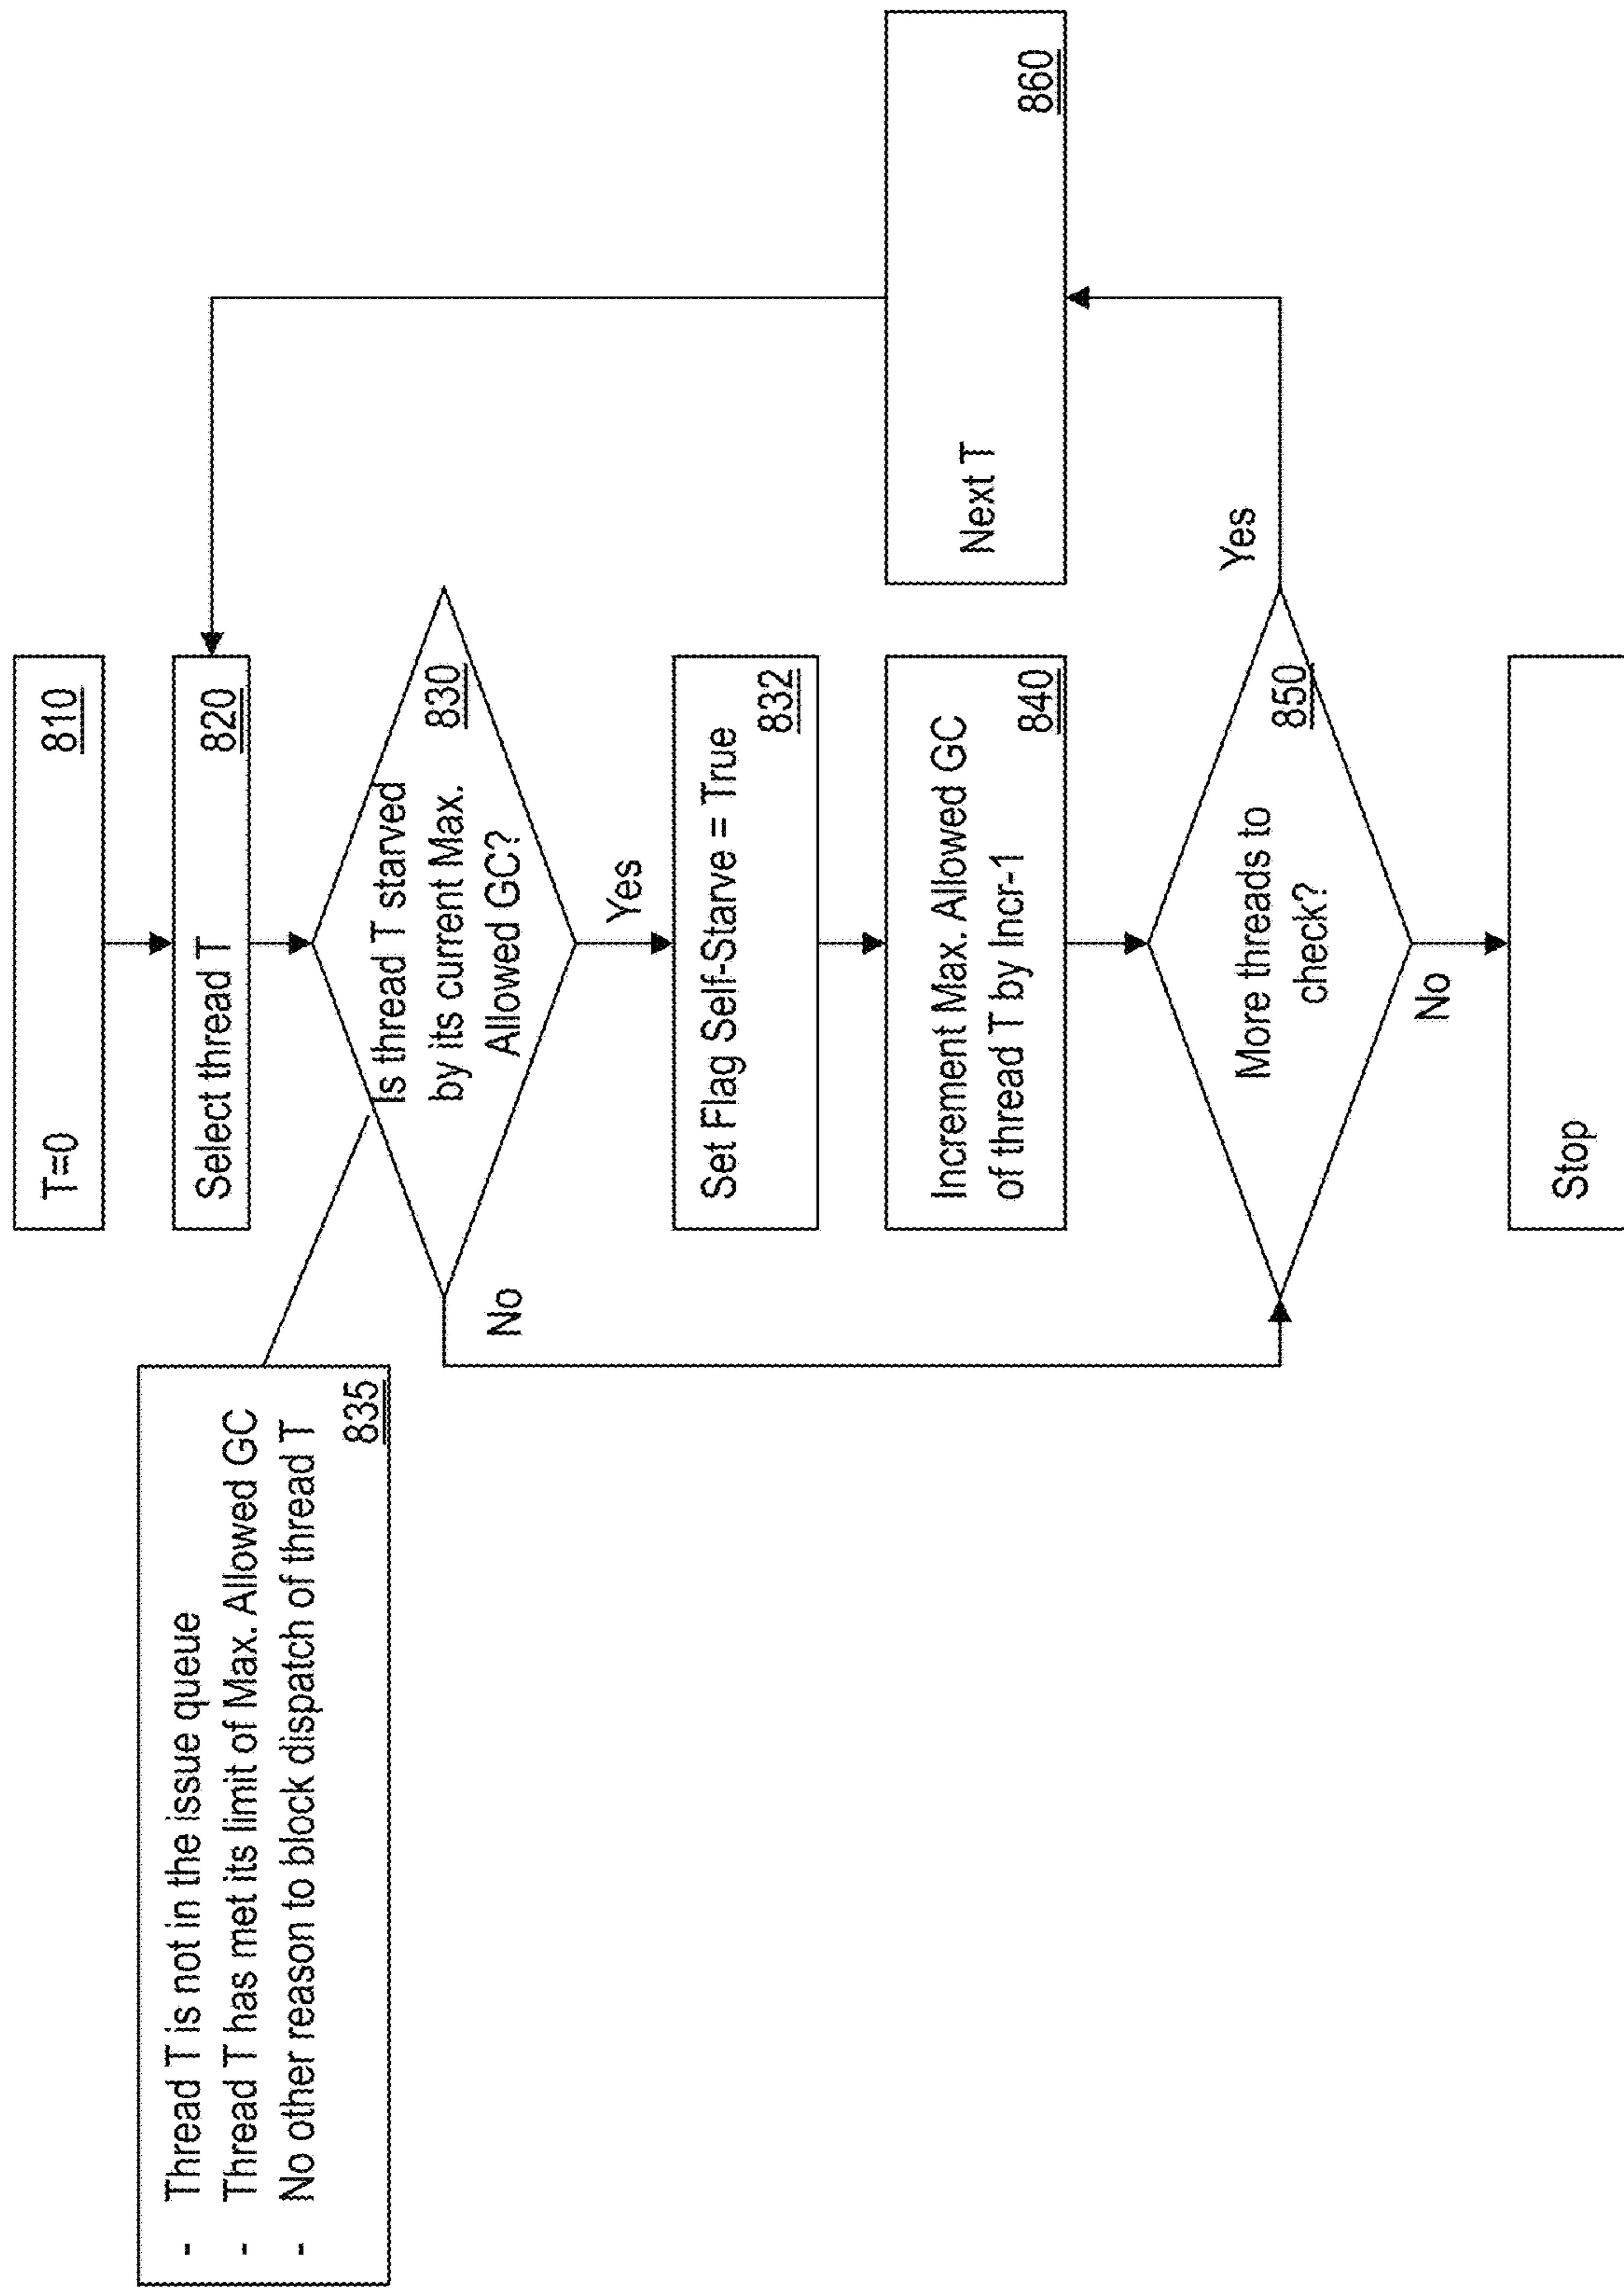 T=0
810
Select thread T
820
- Thread T is not in the issue queue
- Thread T has met its limit of Max. Allowed GC
- No other reason to block dispatch of thread T
835
Is thread T starved
by its current Max.
Allowed GC?
830
No
Yes
Set Flag Self-Starve = True
832
Increment Max. Allowed GC
of thread T by Incr-1
840
More threads to
check?
850
Yes
No
Next T
860
Stop